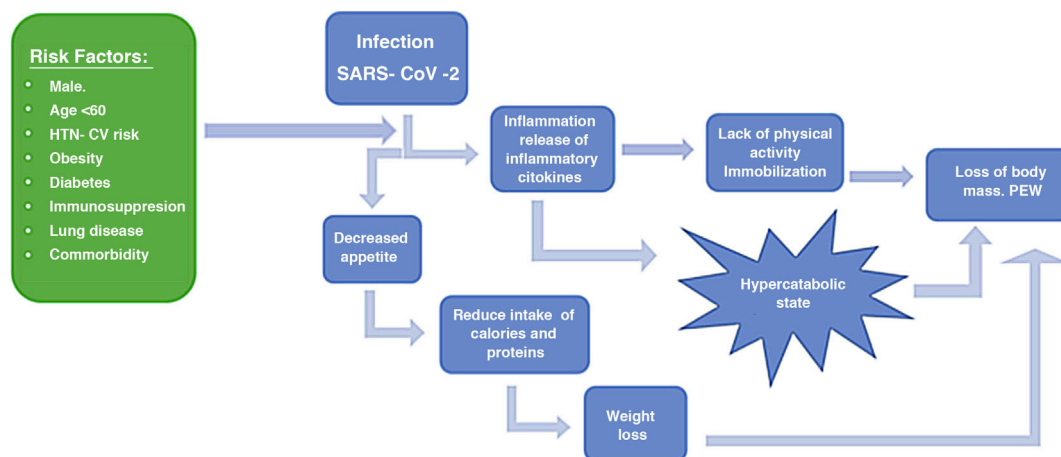 Risk Factors:
Male.
Age <60
HTN- CV risk
Obesity
Diabetes
Immunosuppresion
Lung disease
Commorbidity
Infection
SARS- CoV -2
Inflammation
release of
inflammatory
citokines
Lack of physical
activity
Immobilization
Loss of body
mass. PEW
Decreased
appetite
Hypercatabolic
state
Reduce intake of
calories and
proteins
Weight
loss